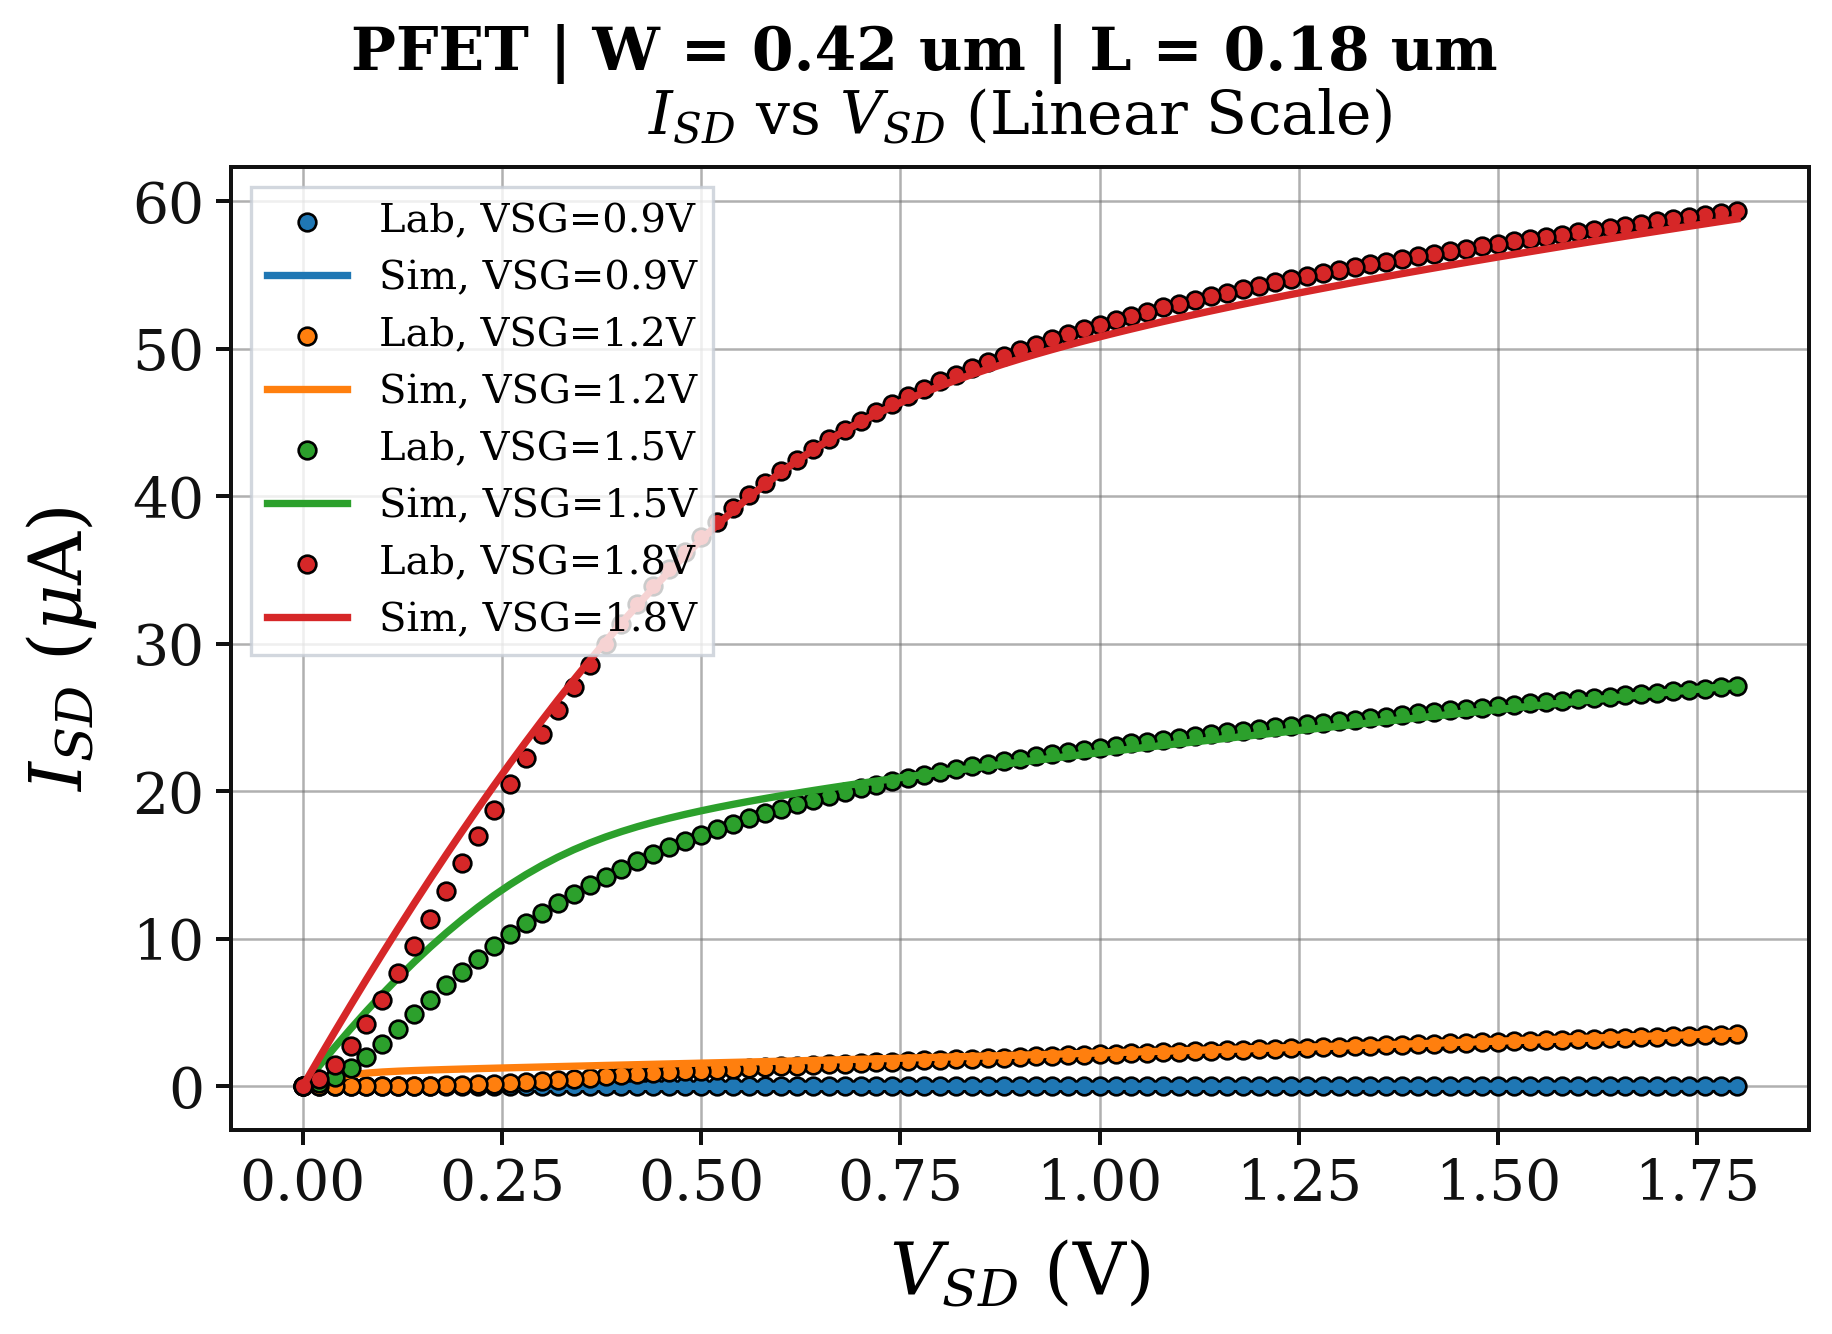 PFET | W = 0.42 um | L = 0.18 um
I_SD vs V_SD (Linear Scale)
Lab, VSG=0.9V
Sim, VSG=0.9V
Lab, VSG=1.2V
Sim, VSG=1.2V
Lab, VSG=1.5V
Sim, VSG=1.5V
Lab, VSG=1.8V
Sim, VSG=1.8V
I_SD (μA)
60
50
40
30
20
10
0
0.00 0.25 0.50 0.75 1.00 1.25 1.50 1.75
V_SD (V)